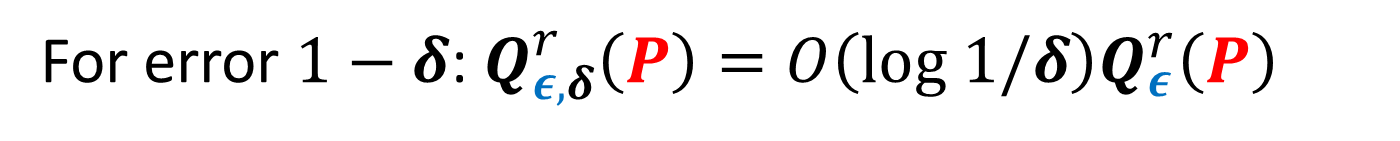 For error 1 − δ: Q^r_{ϵ,δ}(P) = O(log 1/δ)Q^r_ϵ(P)